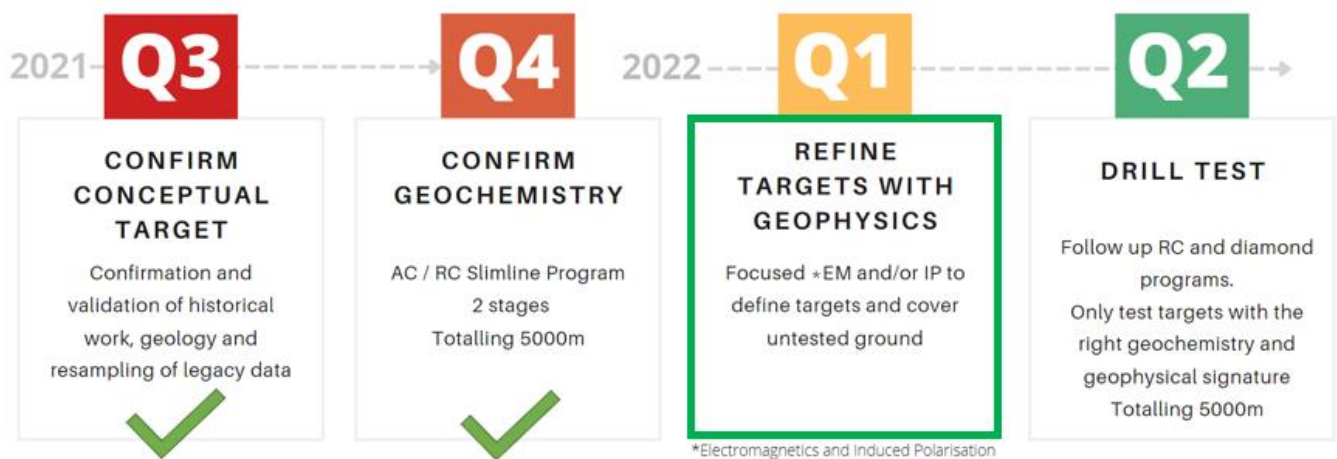 2021
Q3
Q4
2022
Q1
Q2
CONFIRM
CONCEPTUAL
TARGET
Confirmation and
validation of historical
work, geology and
resampling of legacy data
CONFIRM
GEOCHEMISTRY
AC / RC Slimline Program
2 stages
Totalling 5000m
REFINE
TARGETS WITH
GEOPHYSICS
Focused *EM and/or IP to
define targets and cover
untested ground
DRILL TEST
Follow up RC and diamond
programs.
Only test targets with the
right geochemistry and
geophysical signature
Totalling 5000m
*Electromagnetics and Induced Polarisation